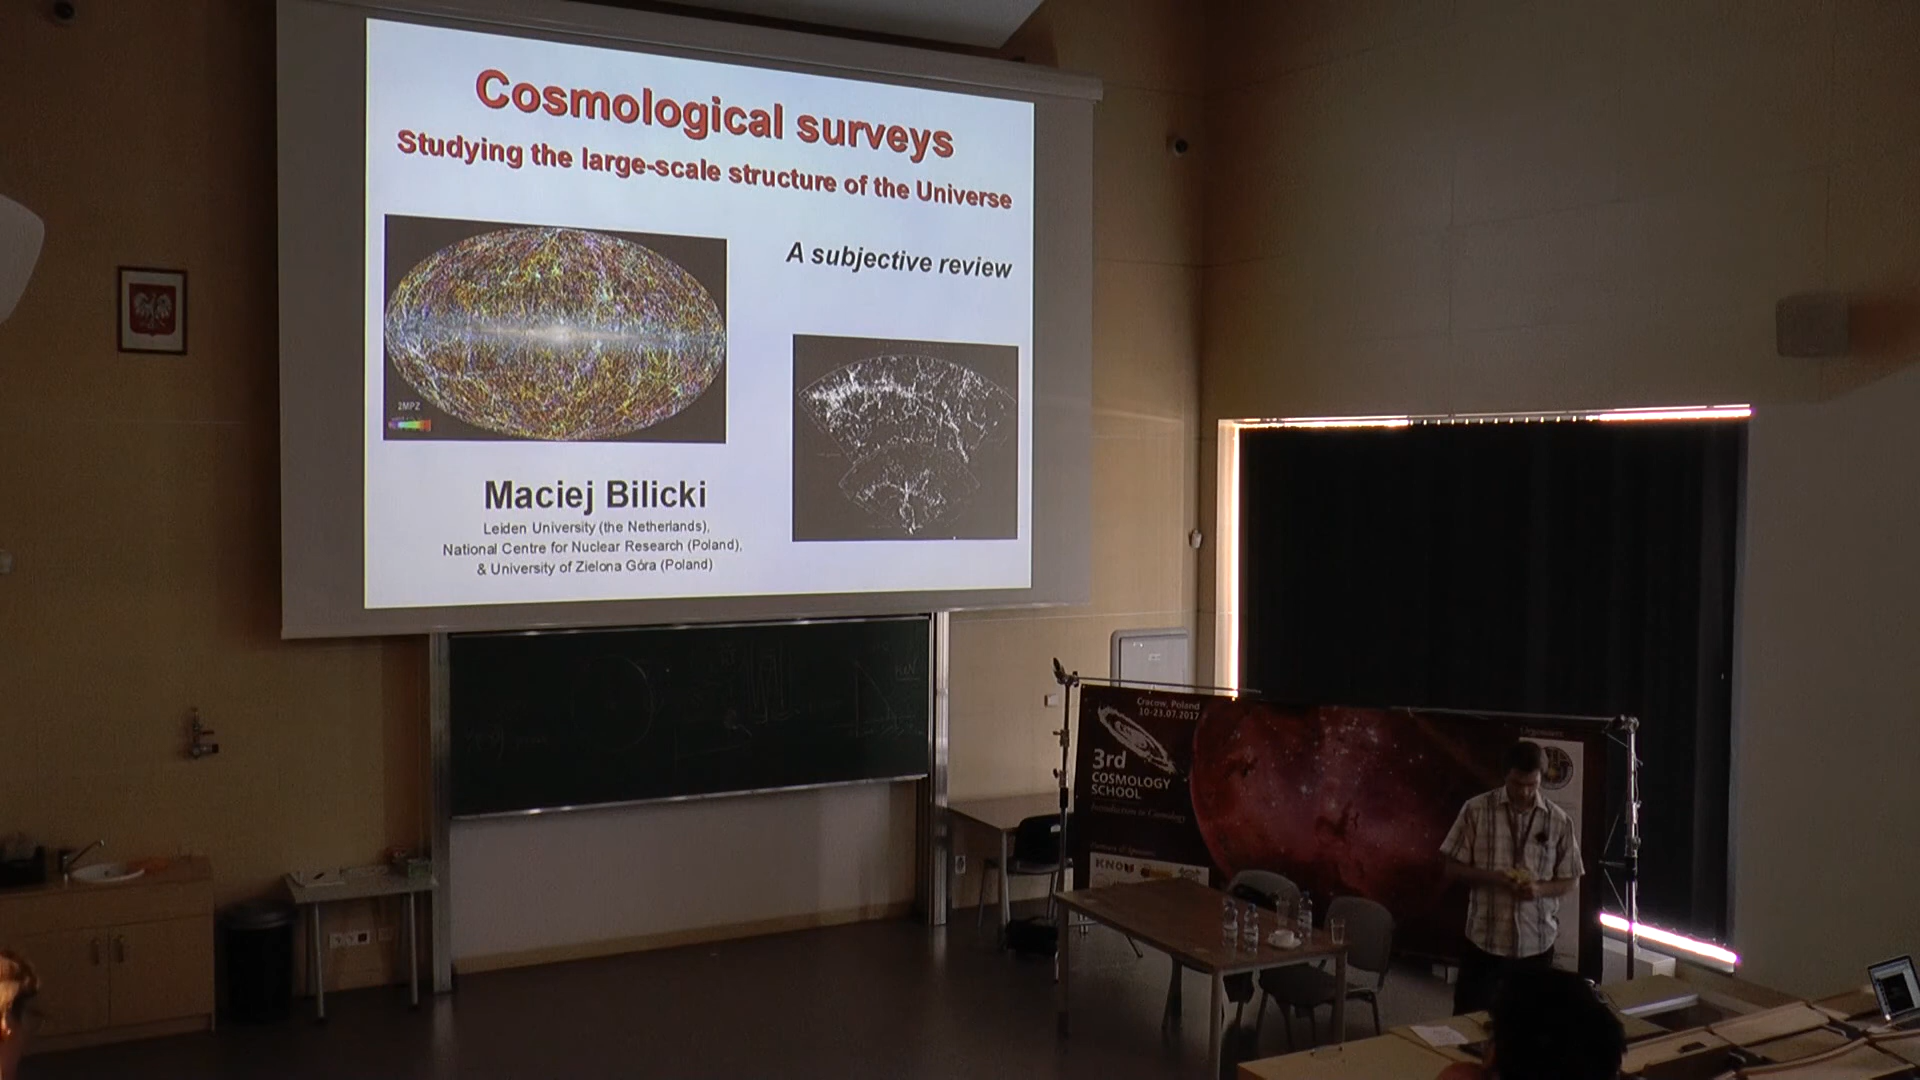 Cosmological surveys
Studying the large-scale structure of the Universe
A subjective review
2MPZ
Maciej Bilicki
Leiden University (the Netherlands),
National Centre for Nuclear Research (Poland),
& University of Zielona Góra (Poland)
Cracow, Poland
10-23.07.2017
3rd
COSMOLOGY
SCHOOL
Introduction to Cosmology
Organizers